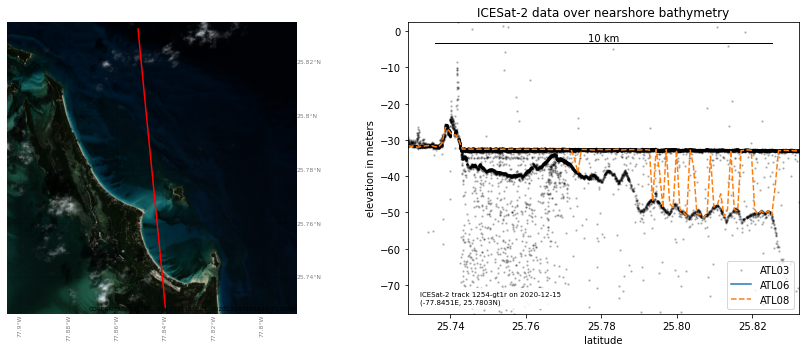 25.82°N
25.8°N
25.78°N
25.76°N
25.74°N
77.9°W
77.88°W
77.86°W
77.84°W
77.82°W
77.8°W
ICESat-2 data over nearshore bathymetry
10 km
0
−10
−20
−30
−40
−50
−60
−70
elevation in meters
ICESat-2 track 1254-gt1r on 2020-12-15
(-77.8451E, 25.7803N)
ATL03
ATL06
ATL08
25.74
25.76
25.78
25.80
25.82
latitude